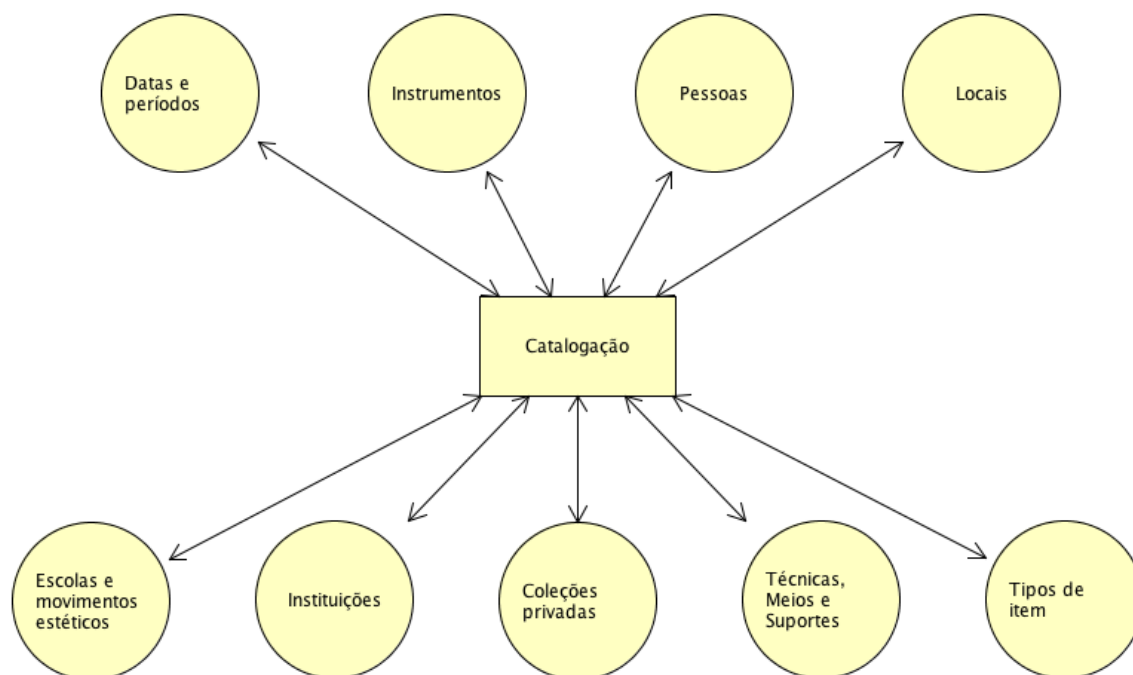 Datas e
períodos
Instrumentos
Pessoas
Locais
Catalogação
Escolas e
movimentos
estéticos
Instituições
Coleções
privadas
Técnicas,
Meios e
Suportes
Tipos de
item